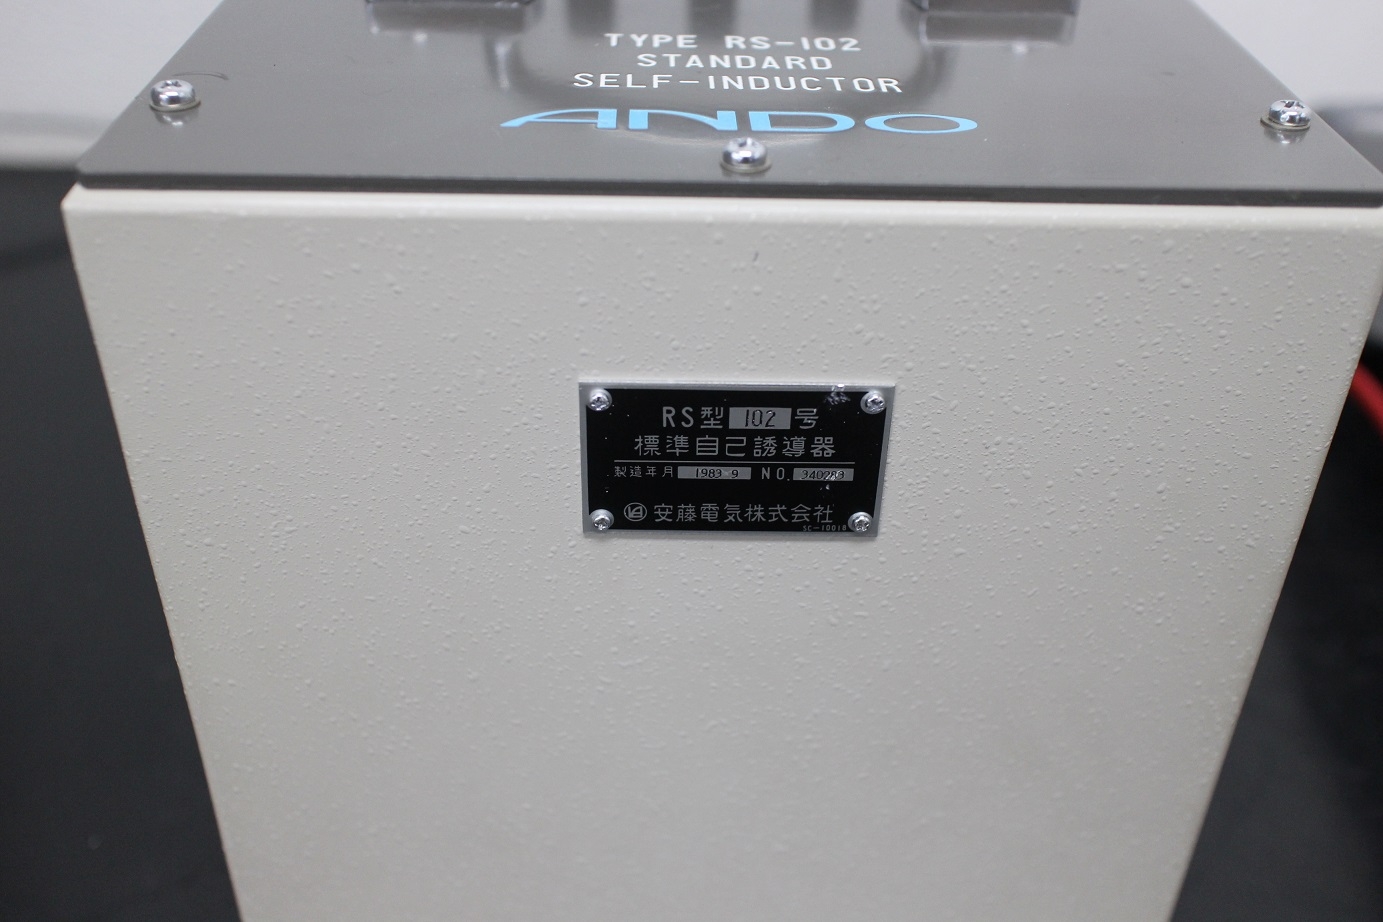 TYPE RS-102
STANDARD
SELF-INDUCTOR
ANDO
RS型 102 号
標準自己誘導器
製造年月 1983 9 NO. 340283
安藤電気株式会社
SC-10018